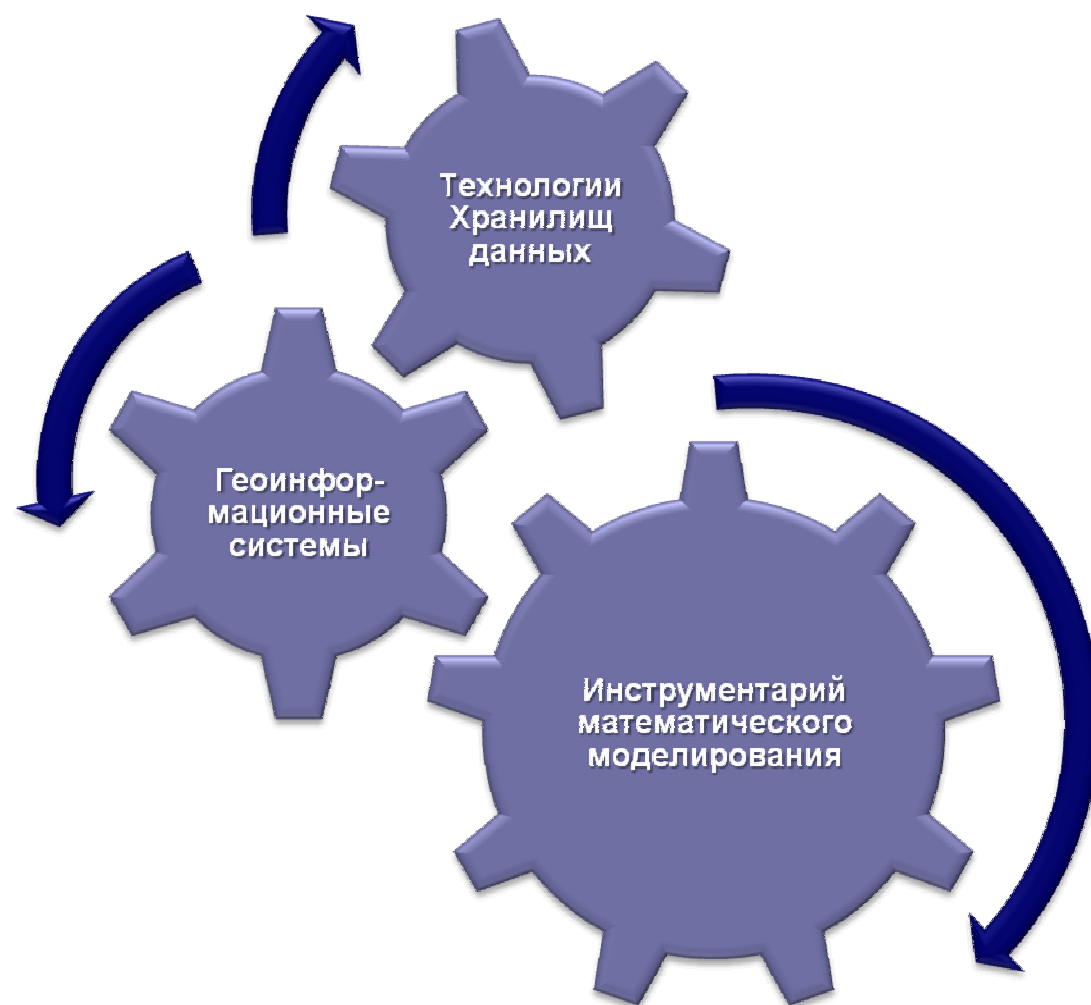 Технологии
Хранилищ
данных
Геоинфор-
мационные
системы
Инструментарий
математического
моделирования